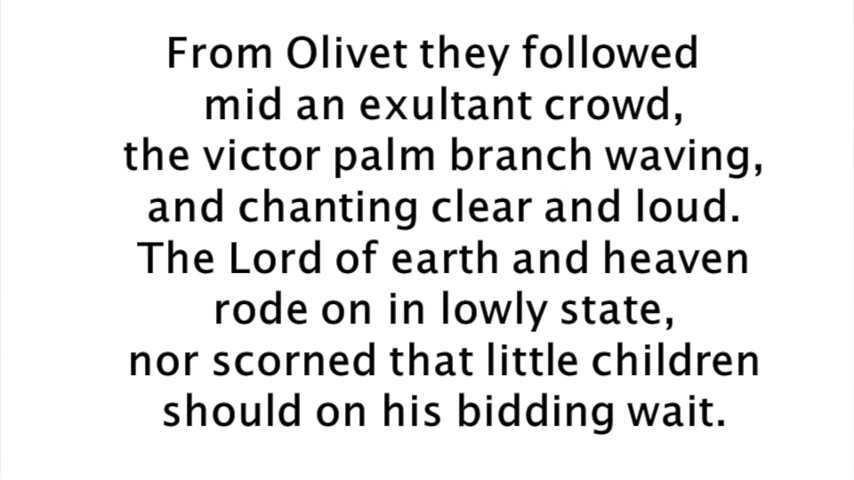 From Olivet they followed
mid an exultant crowd,
the victor palm branch waving,
and chanting clear and loud.
The Lord of earth and heaven
rode on in lowly state,
nor scorned that little children
should on his bidding wait.